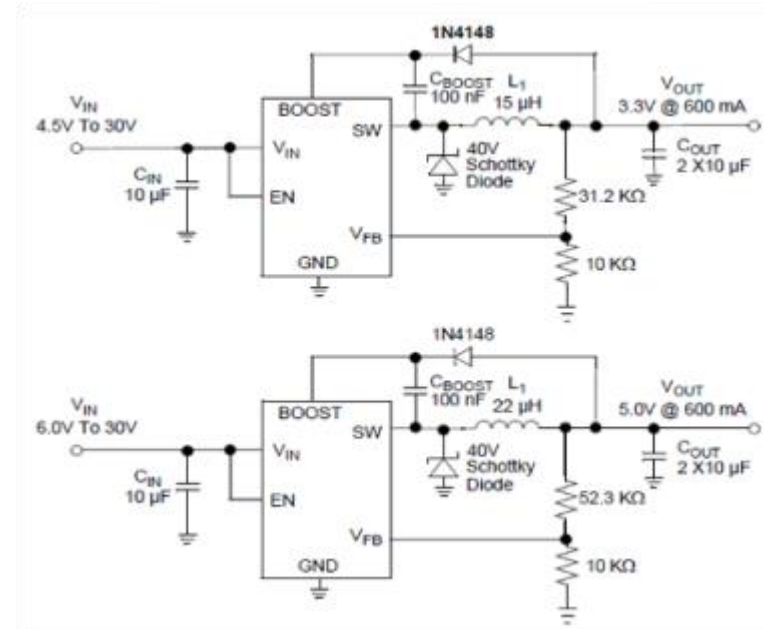 1N4148
CBOOST
100 nF
L1
15 µH
VOUT
3.3V @ 600 mA
VIN
4.5V To 30V
BOOST
SW
VIN
CIN
10 µF
40V
Schottky
Diode
COUT
2 X10 µF
EN
31.2 KΩ
VFB
GND
10 KΩ
1N4148
CBOOST
100 nF
L1
22 µH
VOUT
5.0V @ 600 mA
VIN
6.0V To 30V
BOOST
SW
VIN
CIN
10 µF
40V
Schottky
Diode
COUT
2 X10 µF
EN
52.3 KΩ
VFB
GND
10 KΩ